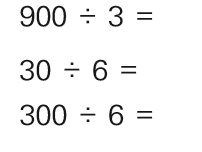 900 ÷ 3 =
30 ÷ 6 =
300 ÷ 6 =